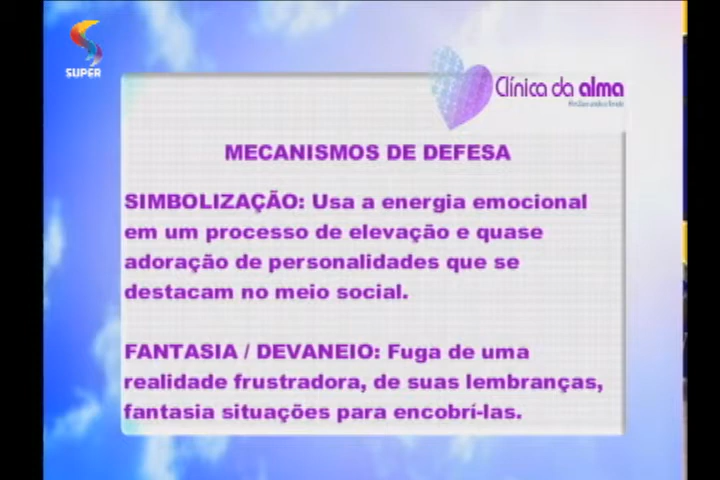 SUPER
Clínica da alma
MECANISMOS DE DEFESA
SIMBOLIZAÇÃO: Usa a energia emocional
em um processo de elevação e quase
adoração de personalidades que se
destacam no meio social.
FANTASIA / DEVANEIO: Fuga de uma
realidade frustradora, de suas lembranças,
fantasia situações para encobrí-las.